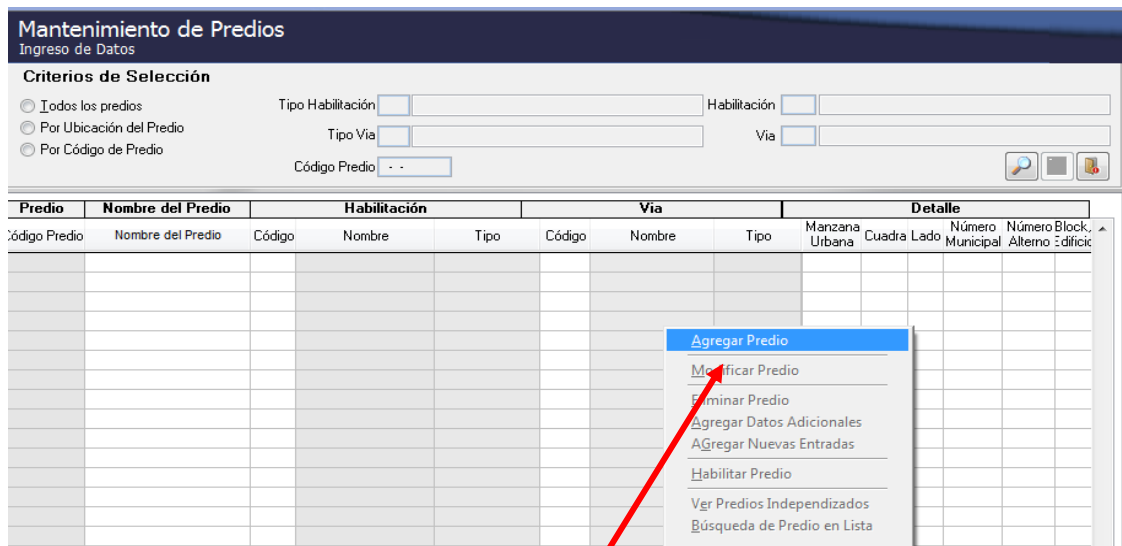 Mantenimiento de Predios
Ingreso de Datos
Criterios de Selección
Todos los predios
Por Ubicación del Predio
Por Código de Predio
Tipo Habilitación
Habilitación
Tipo Via
Via
Código Predio - -
Predio Nombre del Predio Habilitación Via Detalle
Código Predio Nombre del Predio Código Nombre Tipo Código Nombre Tipo Manzana Urbana Cuadra Lado Número Municipal Número Alterno Block, Edificio
Agregar Predio
Modificar Predio
Eliminar Predio
Agregar Datos Adicionales
AGregar Nuevas Entradas
Habilitar Predio
Ver Predios Independizados
Búsqueda de Predio en Lista